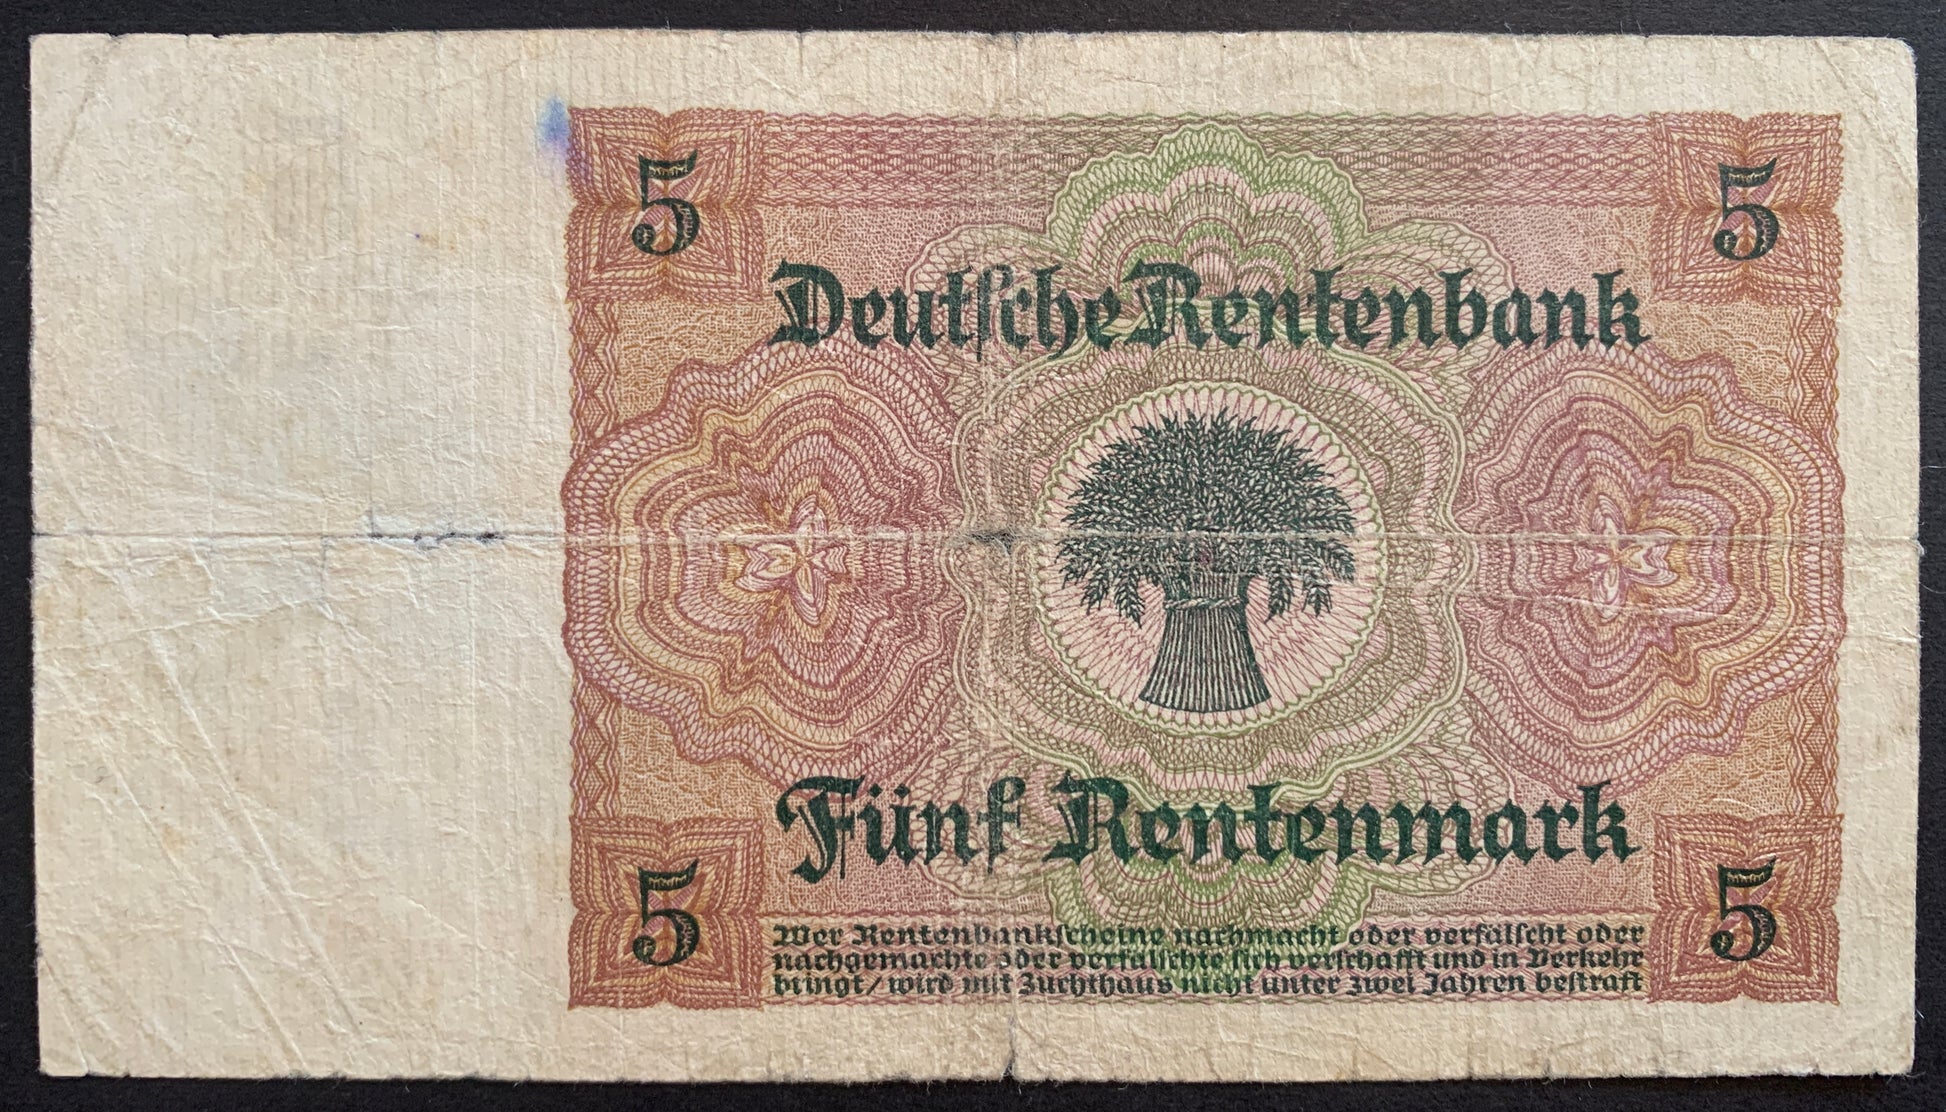 5 5
Deutsche Rentenbank
Fünf Rentenmark
5 5
Wer Rentenbankscheine nachmacht oder verfälscht oder
nachgemachte oder verfälschte sich verschafft und in Verkehr
bringt/wird mit Zuchthaus nicht unter zwei Jahren bestraft